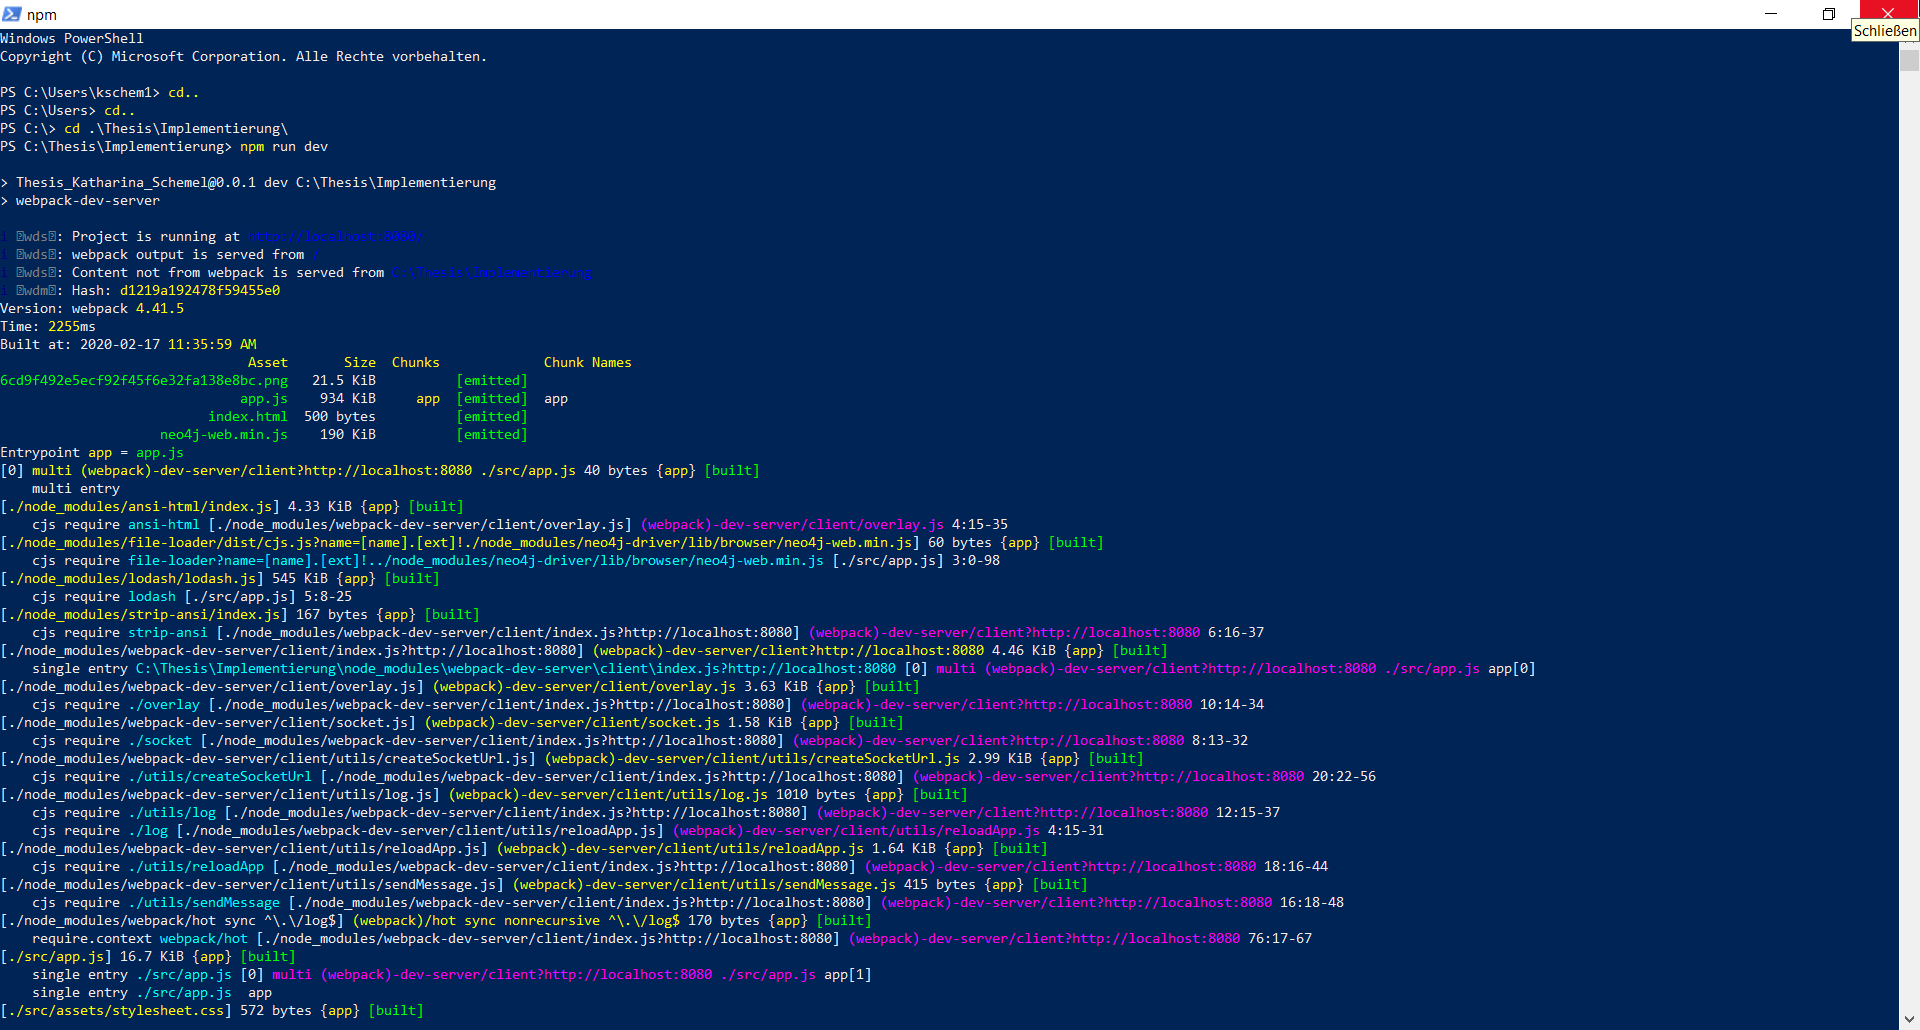 npm
Schließen
Windows PowerShell
Copyright (C) Microsoft Corporation. Alle Rechte vorbehalten.
PS C:\Users\kschem1> cd..
PS C:\Users> cd..
PS C:\> cd .\Thesis\Implementierung\
PS C:\Thesis\Implementierung> npm run dev
> Thesis_Katharina_Schemel@0.0.1 dev C:\Thesis\Implementierung
> webpack-dev-server
i wds: Project is running at http://localhost:8080/
i wds: webpack output is served from /
i wds: Content not from webpack is served from C:\Thesis\Implementierung
i wdm: Hash: d1219a192478f59455e0
Version: webpack 4.41.5
Time: 2255ms
Built at: 2020-02-17 11:35:59 AM
Asset Size Chunks Chunk Names
6cd9f492e5ecf92f45f6e32fa138e8bc.png 21.5 KiB [emitted]
app.js 934 KiB app [emitted] app
index.html 500 bytes [emitted]
neo4j-web.min.js 190 KiB [emitted]
Entrypoint app = app.js
[0] multi (webpack)-dev-server/client?http://localhost:8080 ./src/app.js 40 bytes {app} [built]
multi entry
[./node_modules/ansi-html/index.js] 4.33 KiB {app} [built]
cjs require ansi-html [./node_modules/webpack-dev-server/client/overlay.js] (webpack)-dev-server/client/overlay.js 4:15-35
[./node_modules/file-loader/dist/cjs.js?name=[name].[ext]!./node_modules/neo4j-driver/lib/browser/neo4j-web.min.js] 60 bytes {app} [built]
cjs require file-loader?name=[name].[ext]!../node_modules/neo4j-driver/lib/browser/neo4j-web.min.js [./src/app.js] 3:0-98
[./node_modules/lodash/lodash.js] 545 KiB {app} [built]
cjs require lodash [./src/app.js] 5:8-25
[./node_modules/strip-ansi/index.js] 167 bytes {app} [built]
cjs require strip-ansi [./node_modules/webpack-dev-server/client/index.js?http://localhost:8080] (webpack)-dev-server/client?http://localhost:8080 6:16-37
[./node_modules/webpack-dev-server/client/index.js?http://localhost:8080] (webpack)-dev-server/client?http://localhost:8080 4.46 KiB {app} [built]
single entry C:\Thesis\Implementierung\node_modules\webpack-dev-server\client\index.js?http://localhost:8080 [0] multi (webpack)-dev-server/client?http://localhost:8080 ./src/app.js app[0]
[./node_modules/webpack-dev-server/client/overlay.js] (webpack)-dev-server/client/overlay.js 3.63 KiB {app} [built]
cjs require ./overlay [./node_modules/webpack-dev-server/client/index.js?http://localhost:8080] (webpack)-dev-server/client?http://localhost:8080 10:14-34
[./node_modules/webpack-dev-server/client/socket.js] (webpack)-dev-server/client/socket.js 1.58 KiB {app} [built]
cjs require ./socket [./node_modules/webpack-dev-server/client/index.js?http://localhost:8080] (webpack)-dev-server/client?http://localhost:8080 8:13-32
[./node_modules/webpack-dev-server/client/utils/createSocketUrl.js] (webpack)-dev-server/client/utils/createSocketUrl.js 2.99 KiB {app} [built]
cjs require ./utils/createSocketUrl [./node_modules/webpack-dev-server/client/index.js?http://localhost:8080] (webpack)-dev-server/client?http://localhost:8080 20:22-56
[./node_modules/webpack-dev-server/client/utils/log.js] (webpack)-dev-server/client/utils/log.js 1010 bytes {app} [built]
cjs require ./utils/log [./node_modules/webpack-dev-server/client/index.js?http://localhost:8080] (webpack)-dev-server/client?http://localhost:8080 12:15-37
cjs require ./log [./node_modules/webpack-dev-server/client/utils/reloadApp.js] (webpack)-dev-server/client/utils/reloadApp.js 4:15-31
[./node_modules/webpack-dev-server/client/utils/reloadApp.js] (webpack)-dev-server/client/utils/reloadApp.js 1.64 KiB {app} [built]
cjs require ./utils/reloadApp [./node_modules/webpack-dev-server/client/index.js?http://localhost:8080] (webpack)-dev-server/client?http://localhost:8080 18:16-44
[./node_modules/webpack-dev-server/client/utils/sendMessage.js] (webpack)-dev-server/client/utils/sendMessage.js 415 bytes {app} [built]
cjs require ./utils/sendMessage [./node_modules/webpack-dev-server/client/index.js?http://localhost:8080] (webpack)-dev-server/client?http://localhost:8080 16:18-48
[./node_modules/webpack/hot sync ^\.\/log$] (webpack)/hot sync nonrecursive ^\.\/log$ 170 bytes {app} [built]
require.context webpack/hot [./node_modules/webpack-dev-server/client/index.js?http://localhost:8080] (webpack)-dev-server/client?http://localhost:8080 76:17-67
[./src/app.js] 16.7 KiB {app} [built]
single entry ./src/app.js [0] multi (webpack)-dev-server/client?http://localhost:8080 ./src/app.js app[1]
single entry ./src/app.js app
[./src/assets/stylesheet.css] 572 bytes {app} [built]